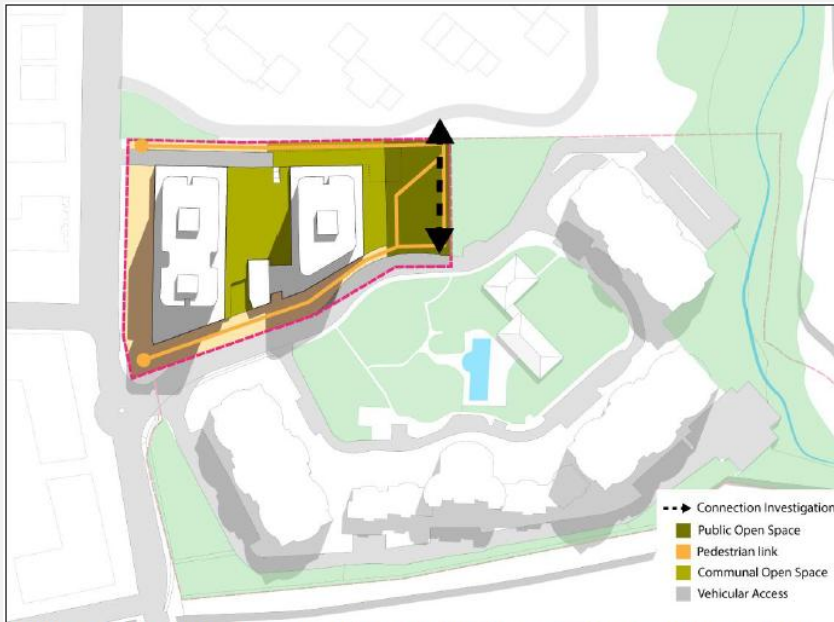 Connection Investigation
Public Open Space
Pedestrian link
Communal Open Space
Vehicular Access